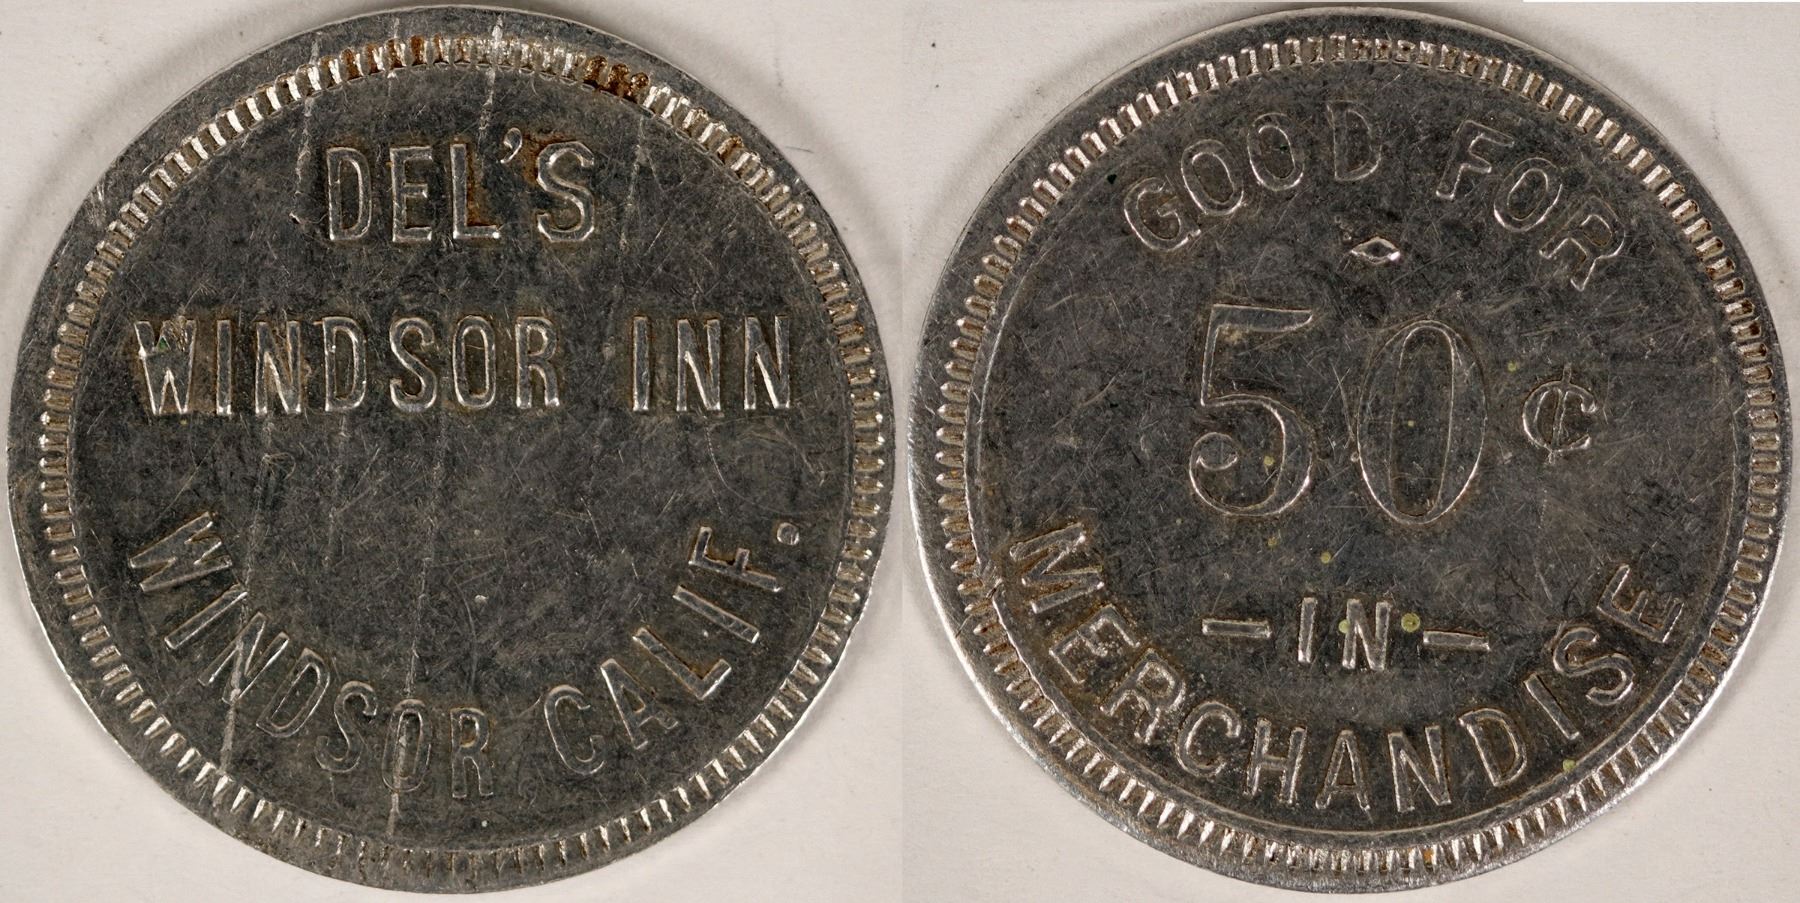 DEL'S
WINDSOR INN
WINDSOR CALIF.
GOOD FOR
50¢
-IN-
MERCHANDISE